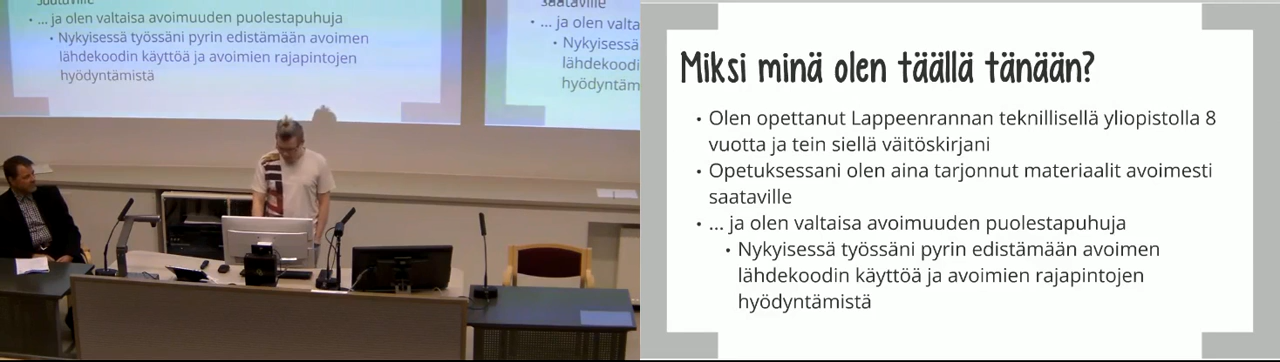 saataville
• ... ja olen valtaisa avoimuuden puolestapuhuja
• Nykyisessä työssäni pyrin edistämään avoimen
lähdekoodin käyttöä ja avoimien rajapintojen
hyödyntämistä
saataville
• ... ja olen valta
• Nykyisessä
lähdekoodi
hyödyntäm
Miksi minä olen täällä tänään?
• Olen opettanut Lappeenrannan teknillisellä yliopistolla 8
vuotta ja tein siellä väitöskirjani
• Opetuksessani olen aina tarjonnut materiaalit avoimesti
saataville
• ... ja olen valtaisa avoimuuden puolestapuhuja
• Nykyisessä työssäni pyrin edistämään avoimen
lähdekoodin käyttöä ja avoimien rajapintojen
hyödyntämistä